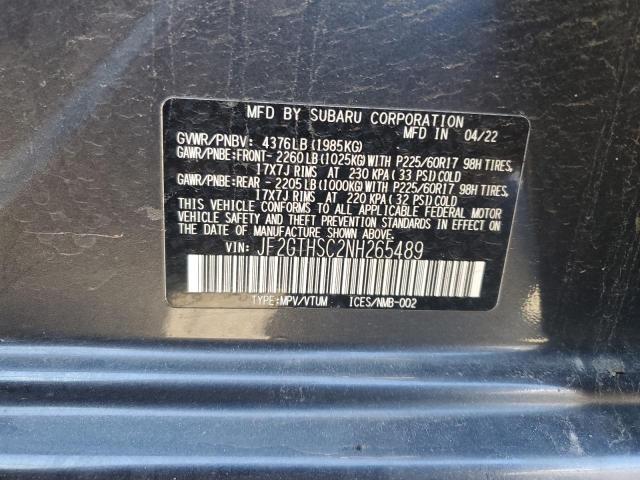 MFD BY SUBARU CORPORATION
MFD IN 04/22
GVWR/PNBV: 4376LB (1985KG)
GAWR/PNBE:FRONT- 2260LB (1025KG) WITH P225/60R17 98H TIRES,
17X7J RIMS AT 230 KPA ( 33 PSI) COLD
GAWR/PNBE:REAR - 2205LB (1000KG) WITH P225/60R17 98H TIRES,
17X7J RIMS AT 220 KPA ( 32 PSI) COLD
THIS VEHICLE CONFORMS TO ALL APPLICABLE FEDERAL MOTOR
VEHICLE SAFETY AND THEFT PREVENTION STANDARDS IN EFFECT ON
THE DATE OF MANUFACTURE SHOWN ABOVE.
VIN: JF2GTHSC2NH265489
TYPE:MPV/VTUM ICES/NMB-002